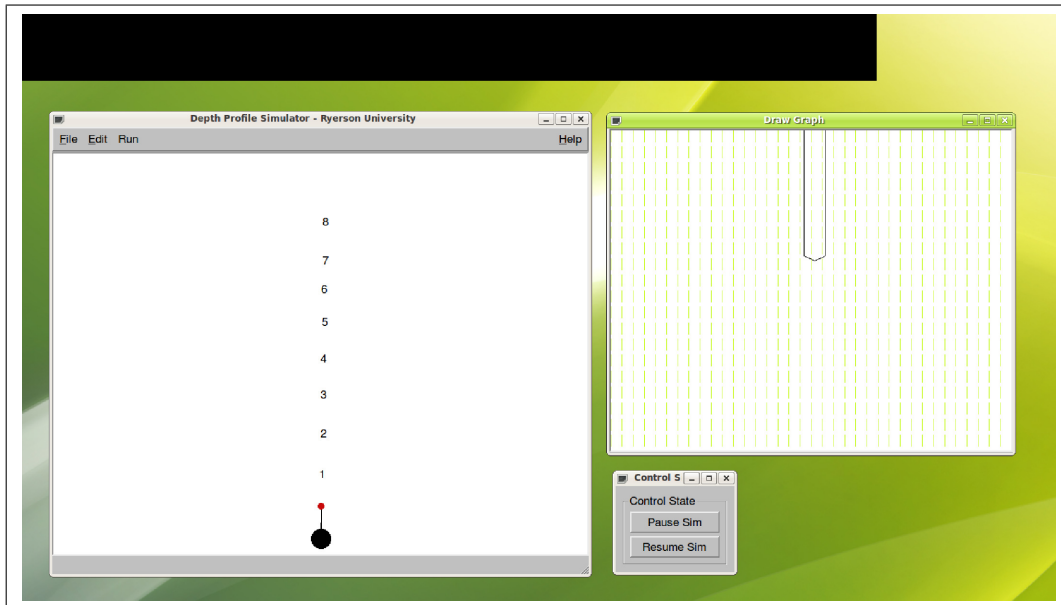 Depth Profile Simulator - Ryerson University
File Edit Run Help
8
7
6
5
4
3
2
1
Draw Graph
Control S
Control State
Pause Sim
Resume Sim